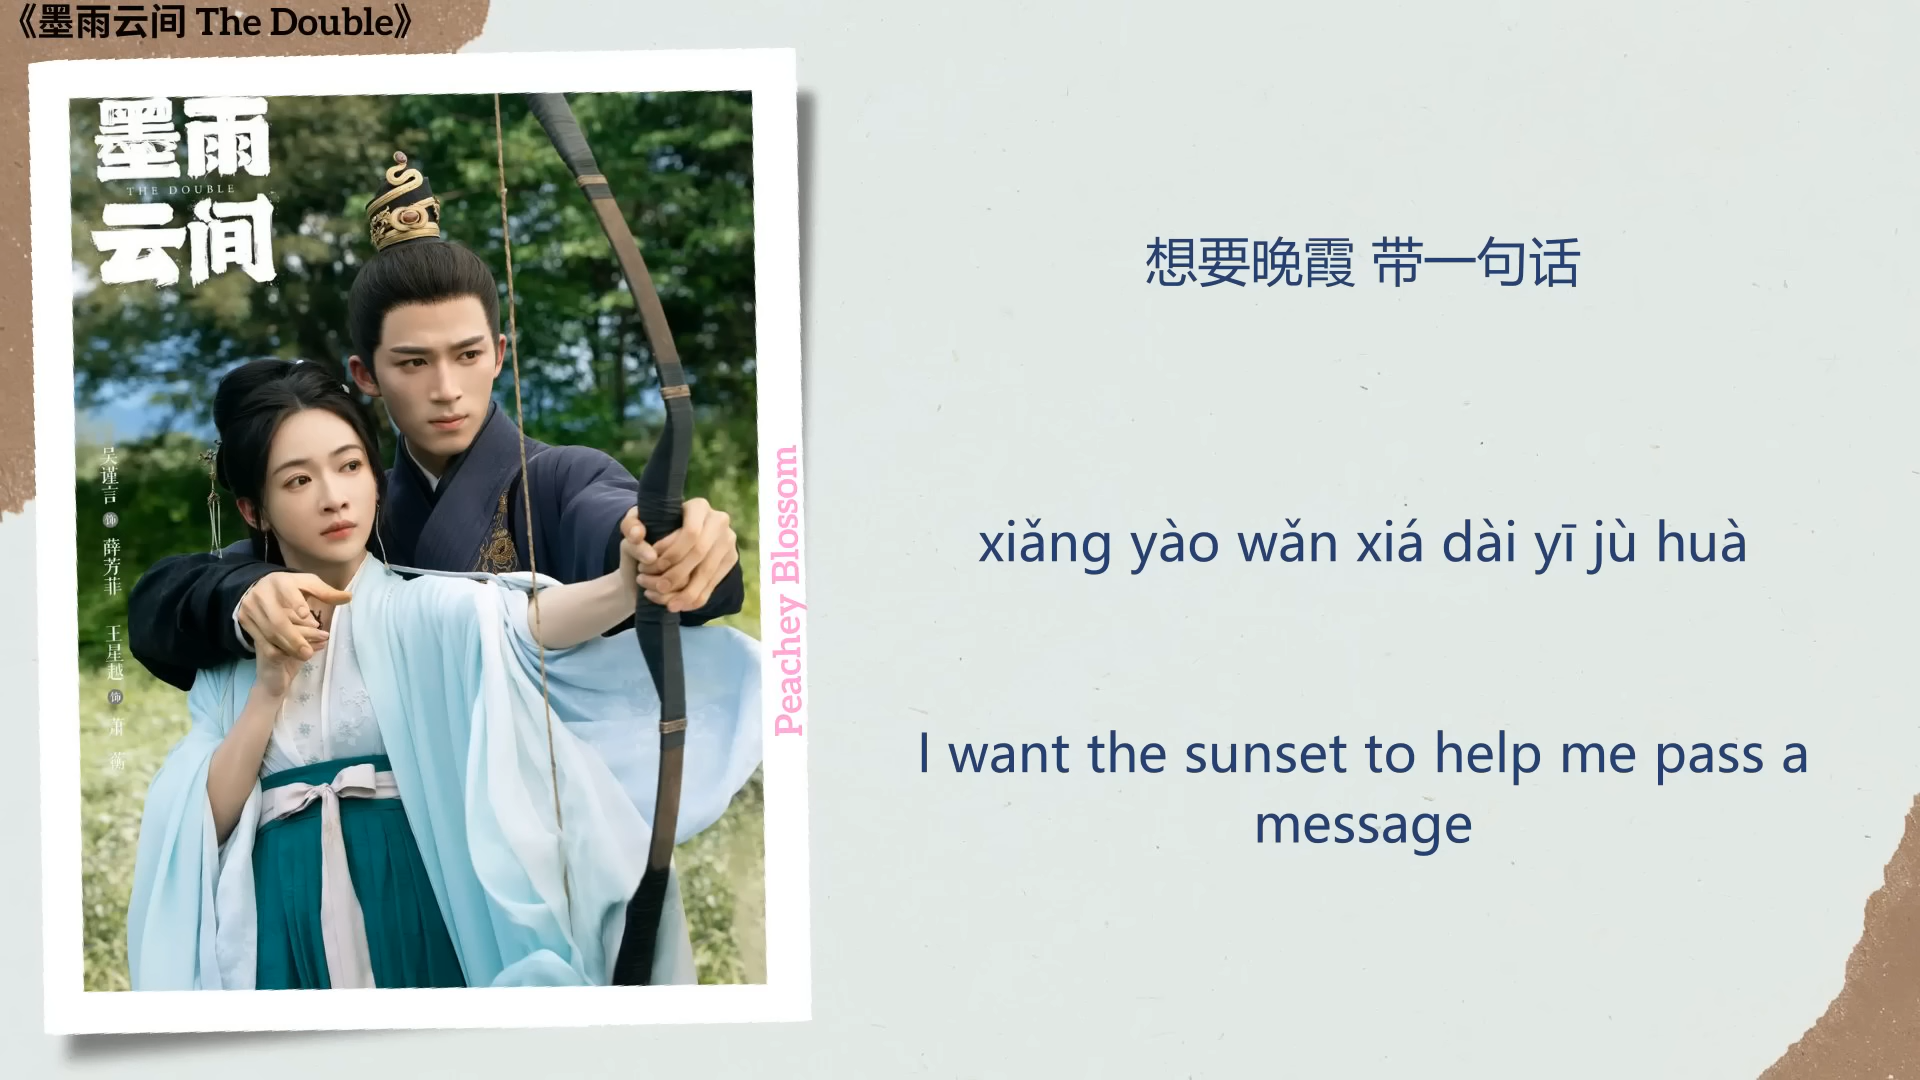 《墨雨云间 The Double》
墨雨
THE DOUBLE
云间
吴谨言 饰 薛芳菲 王星越 饰 萧蘅
Peachey Blossom
想要晚霞 带一句话
xiǎng yào wǎn xiá dài yī jù huà
I want the sunset to help me pass a
message